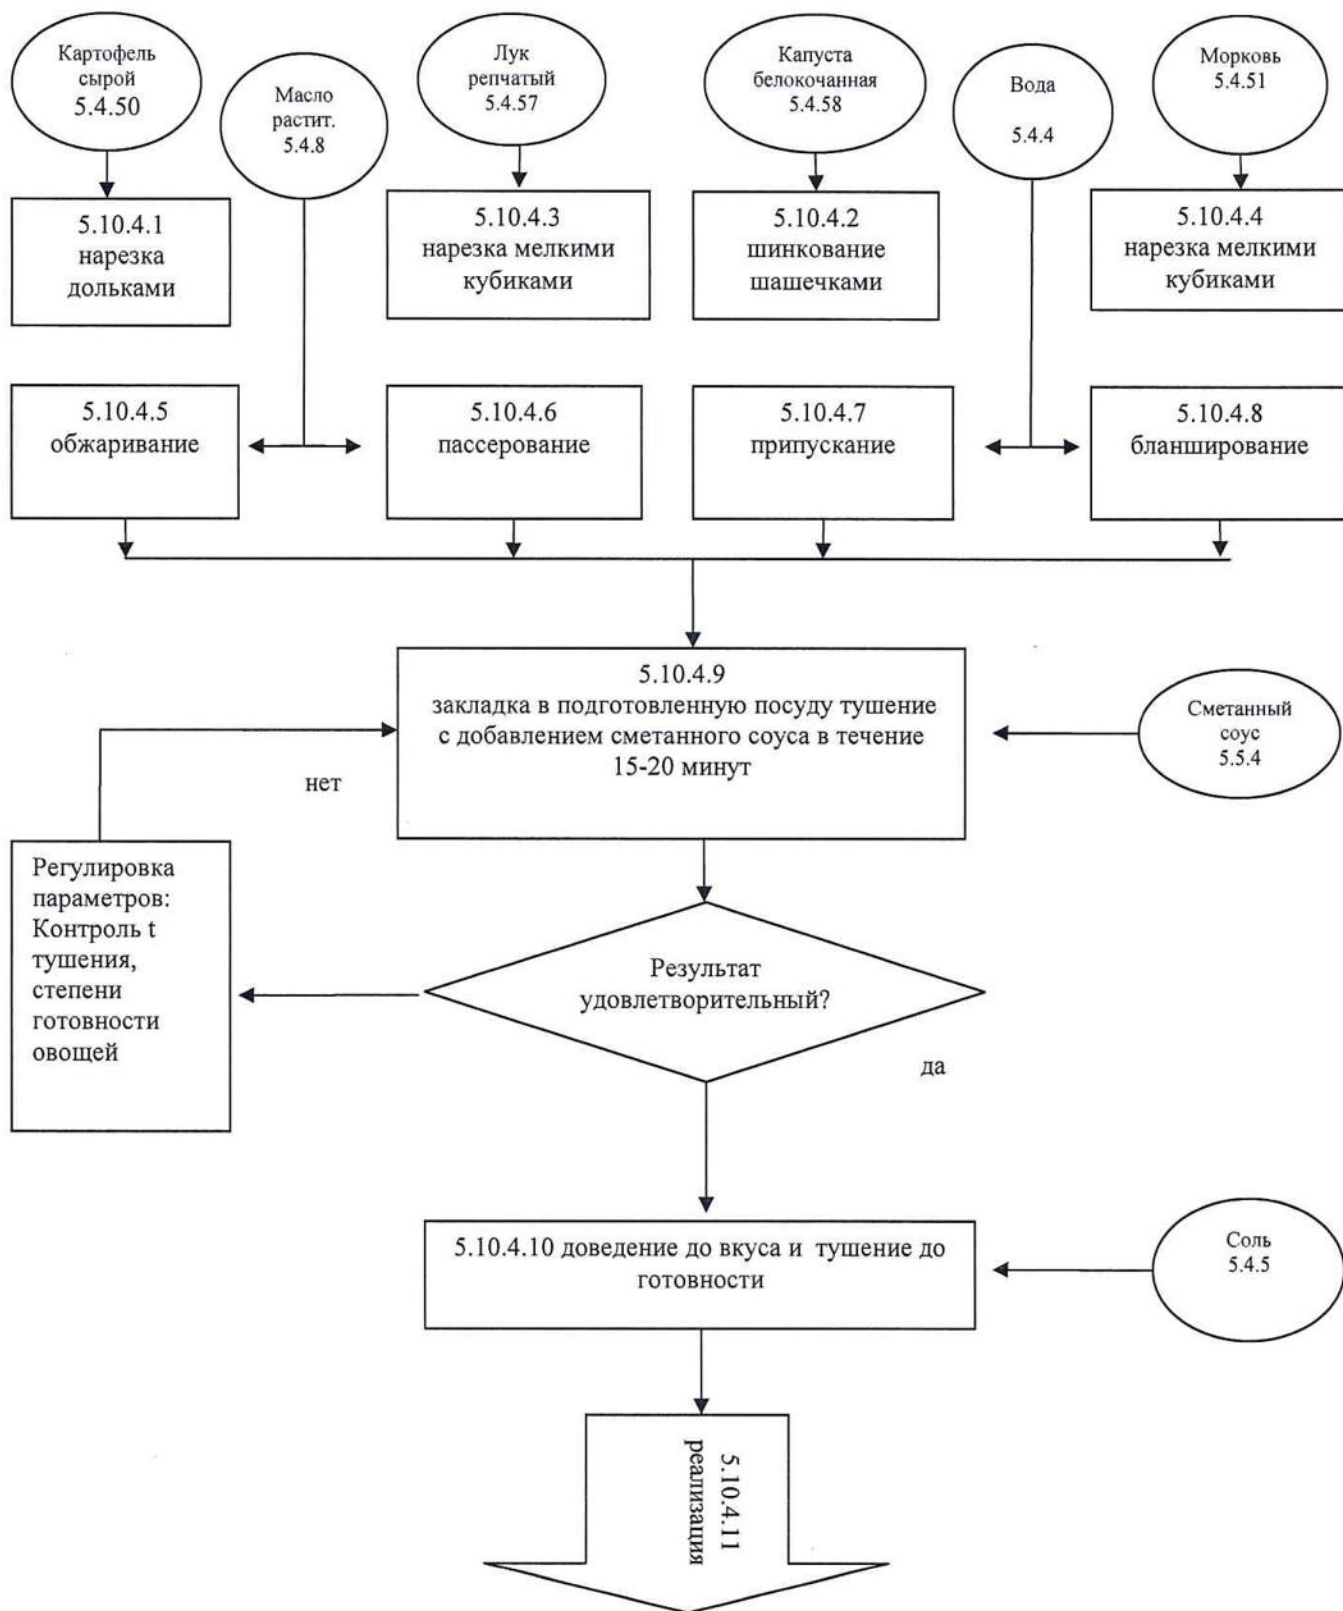 Картофель
сырой
5.4.50
Масло
растит.
5.4.8
Лук
репчатый
5.4.57
Капуста
белокочанная
5.4.58
Вода
5.4.4
Морковь
5.4.51
5.10.4.1
нарезка
дольками
5.10.4.3
нарезка мелкими
кубиками
5.10.4.2
шинкование
шашечками
5.10.4.4
нарезка мелкими
кубиками
5.10.4.5
обжаривание
5.10.4.6
пассерование
5.10.4.7
припускание
5.10.4.8
бланширование
5.10.4.9
закладка в подготовленную посуду тушение
с добавлением сметанного соуса в течение
15-20 минут
Сметанный
соус
5.5.4
нет
Регулировка
параметров:
Контроль t
тушения,
степени
готовности
овощей
Результат
удовлетворительный?
да
5.10.4.10 доведение до вкуса и тушение до
готовности
Соль
5.4.5
5.10.4.11
реализация